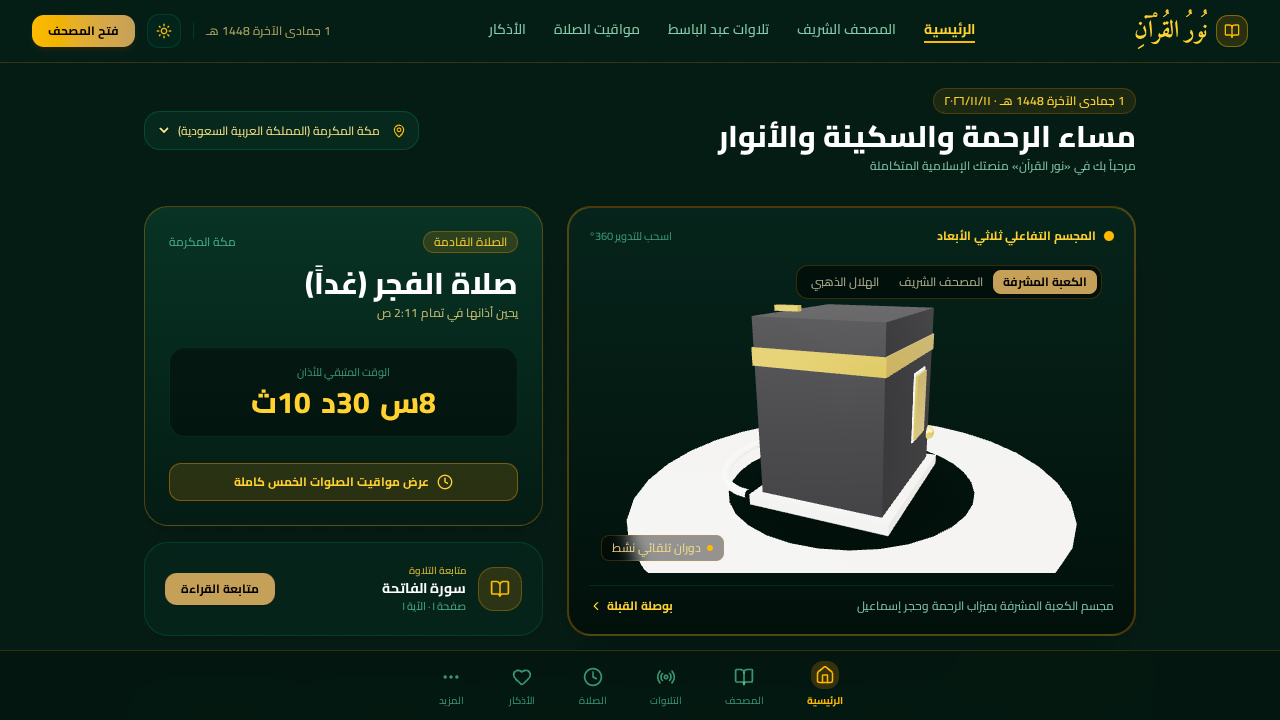 نُورُ القُرآنِ
الرئيسية
المصحف الشريف
تلاوات عبد الباسط
مواقيت الصلاة
الأذكار
1 جمادى الآخرة 1448 هـ
فتح المصحف
1 جمادى الآخرة 1448 هـ · ٢٠٢٦/١١/١١
مساء الرحمة والسكينة والأنوار
مرحباً بك في «نور القرآن» منصتك الإسلامية المتكاملة
مكة المكرمة (المملكة العربية السعودية)
المجسم التفاعلي ثلاثي الأبعاد
اسحب للتدوير 360°
الكعبة المشرفة
المصحف الشريف
الهلال الذهبي
دوران تلقائي نشط
مجسم الكعبة المشرفة بميزاب الرحمة وحجر إسماعيل
بوصلة القبلة
الصلاة القادمة
مكة المكرمة
صلاة الفجر (غداً)
يحين أذانها في تمام 2:11 ص
الوقت المتبقي للأذان
8س 30د 10ث
عرض مواقيت الصلوات الخمس كاملة
متابعة التلاوة
سورة الفاتحة
صفحة ١ · الآية ١
متابعة القراءة
الرئيسية
المصحف
التلاوات
الصلاة
الأذكار
المزيد